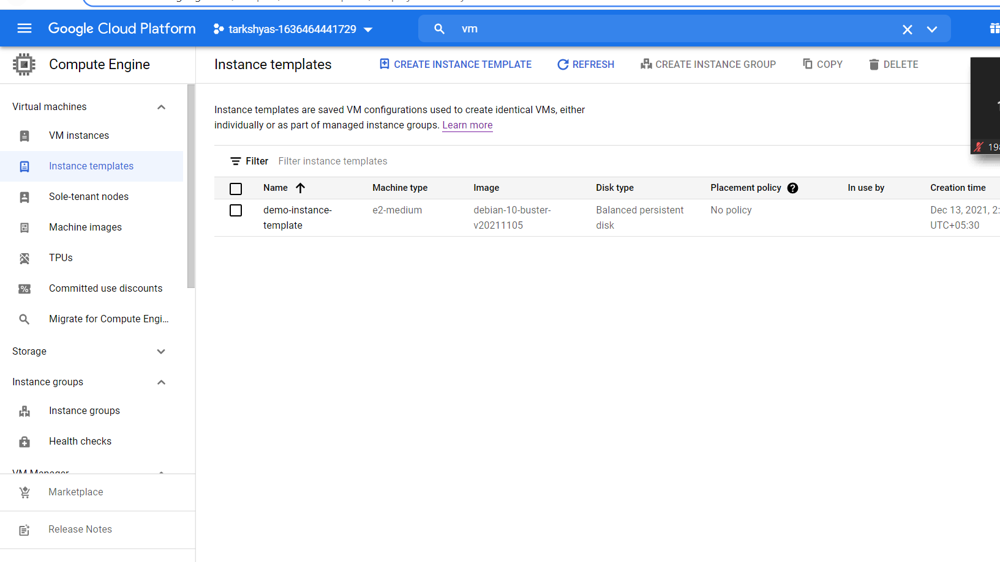 Google Cloud Platform
tarkshyas-1636464441729
vm
Compute Engine
Instance templates
CREATE INSTANCE TEMPLATE
REFRESH
CREATE INSTANCE GROUP
COPY
DELETE
Virtual machines
VM instances
Instance templates
Sole-tenant nodes
Machine images
TPUs
Committed use discounts
Migrate for Compute Engi...
Storage
Instance groups
Instance groups
Health checks
VM Manager
Marketplace
Release Notes
Instance templates are saved VM configurations used to create identical VMs, either
individually or as part of managed instance groups. Learn more
Filter Filter instance templates
Name Machine type Image Disk type Placement policy In use by Creation time
demo-instance- e2-medium debian-10-buster- Balanced persistent No policy Dec 13, 2021, 2:
template v20211105 disk UTC+05:30